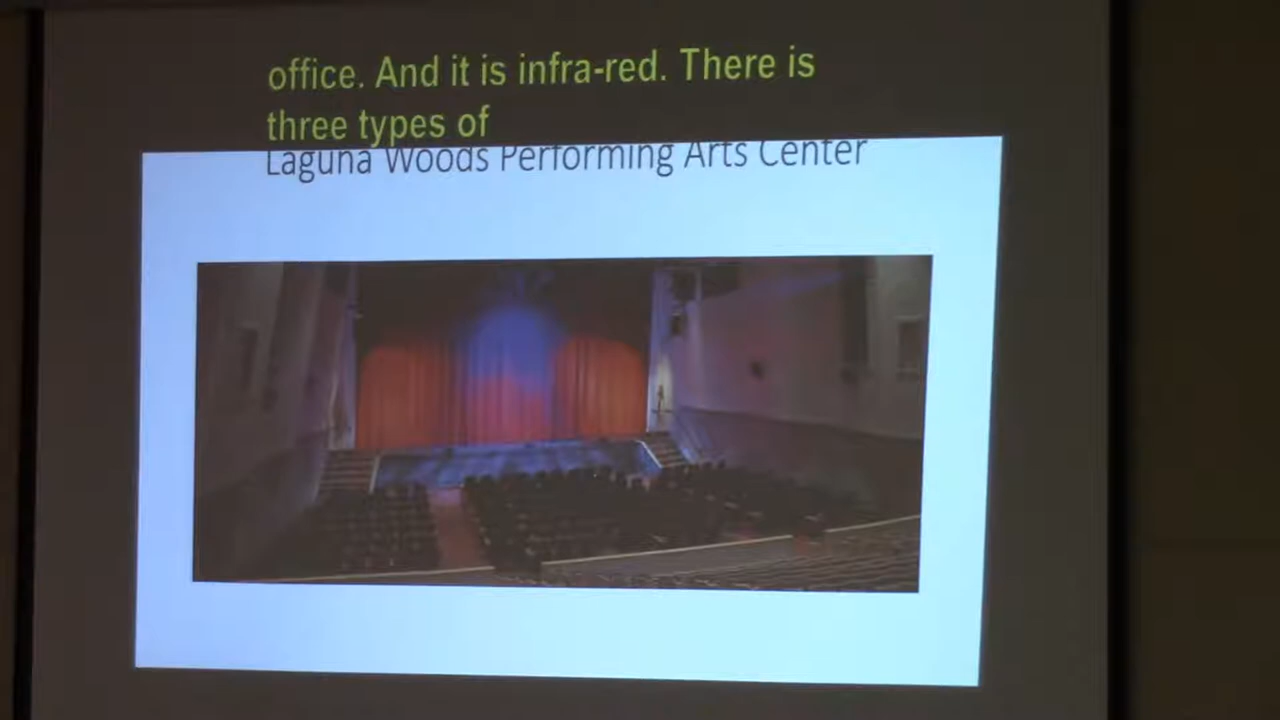 office. And it is infra-red. There is
three types of
Laguna Woods Performing Arts Center